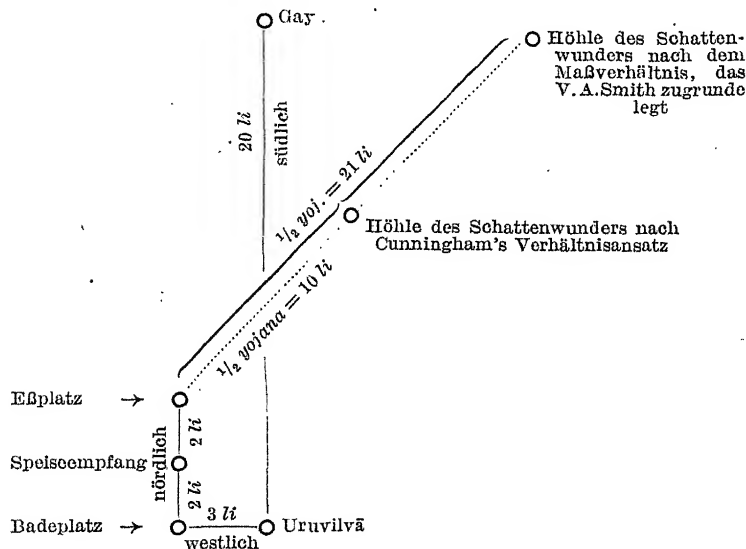 Gay.
Höhle des Schatten-
wunders nach dem
Maßverhältnis, das
V. A. Smith zugrunde
legt
20 li
südlich
½ yoj. = 21 li
Höhle des Schattenwunders nach
Cunningham's Verhältnisansatz
½ yojana = 10 li
Eßplatz →
2 li
nördlich
Speiseempfang
2 li
Badeplatz →
3 li
Uruvilvā
westlich